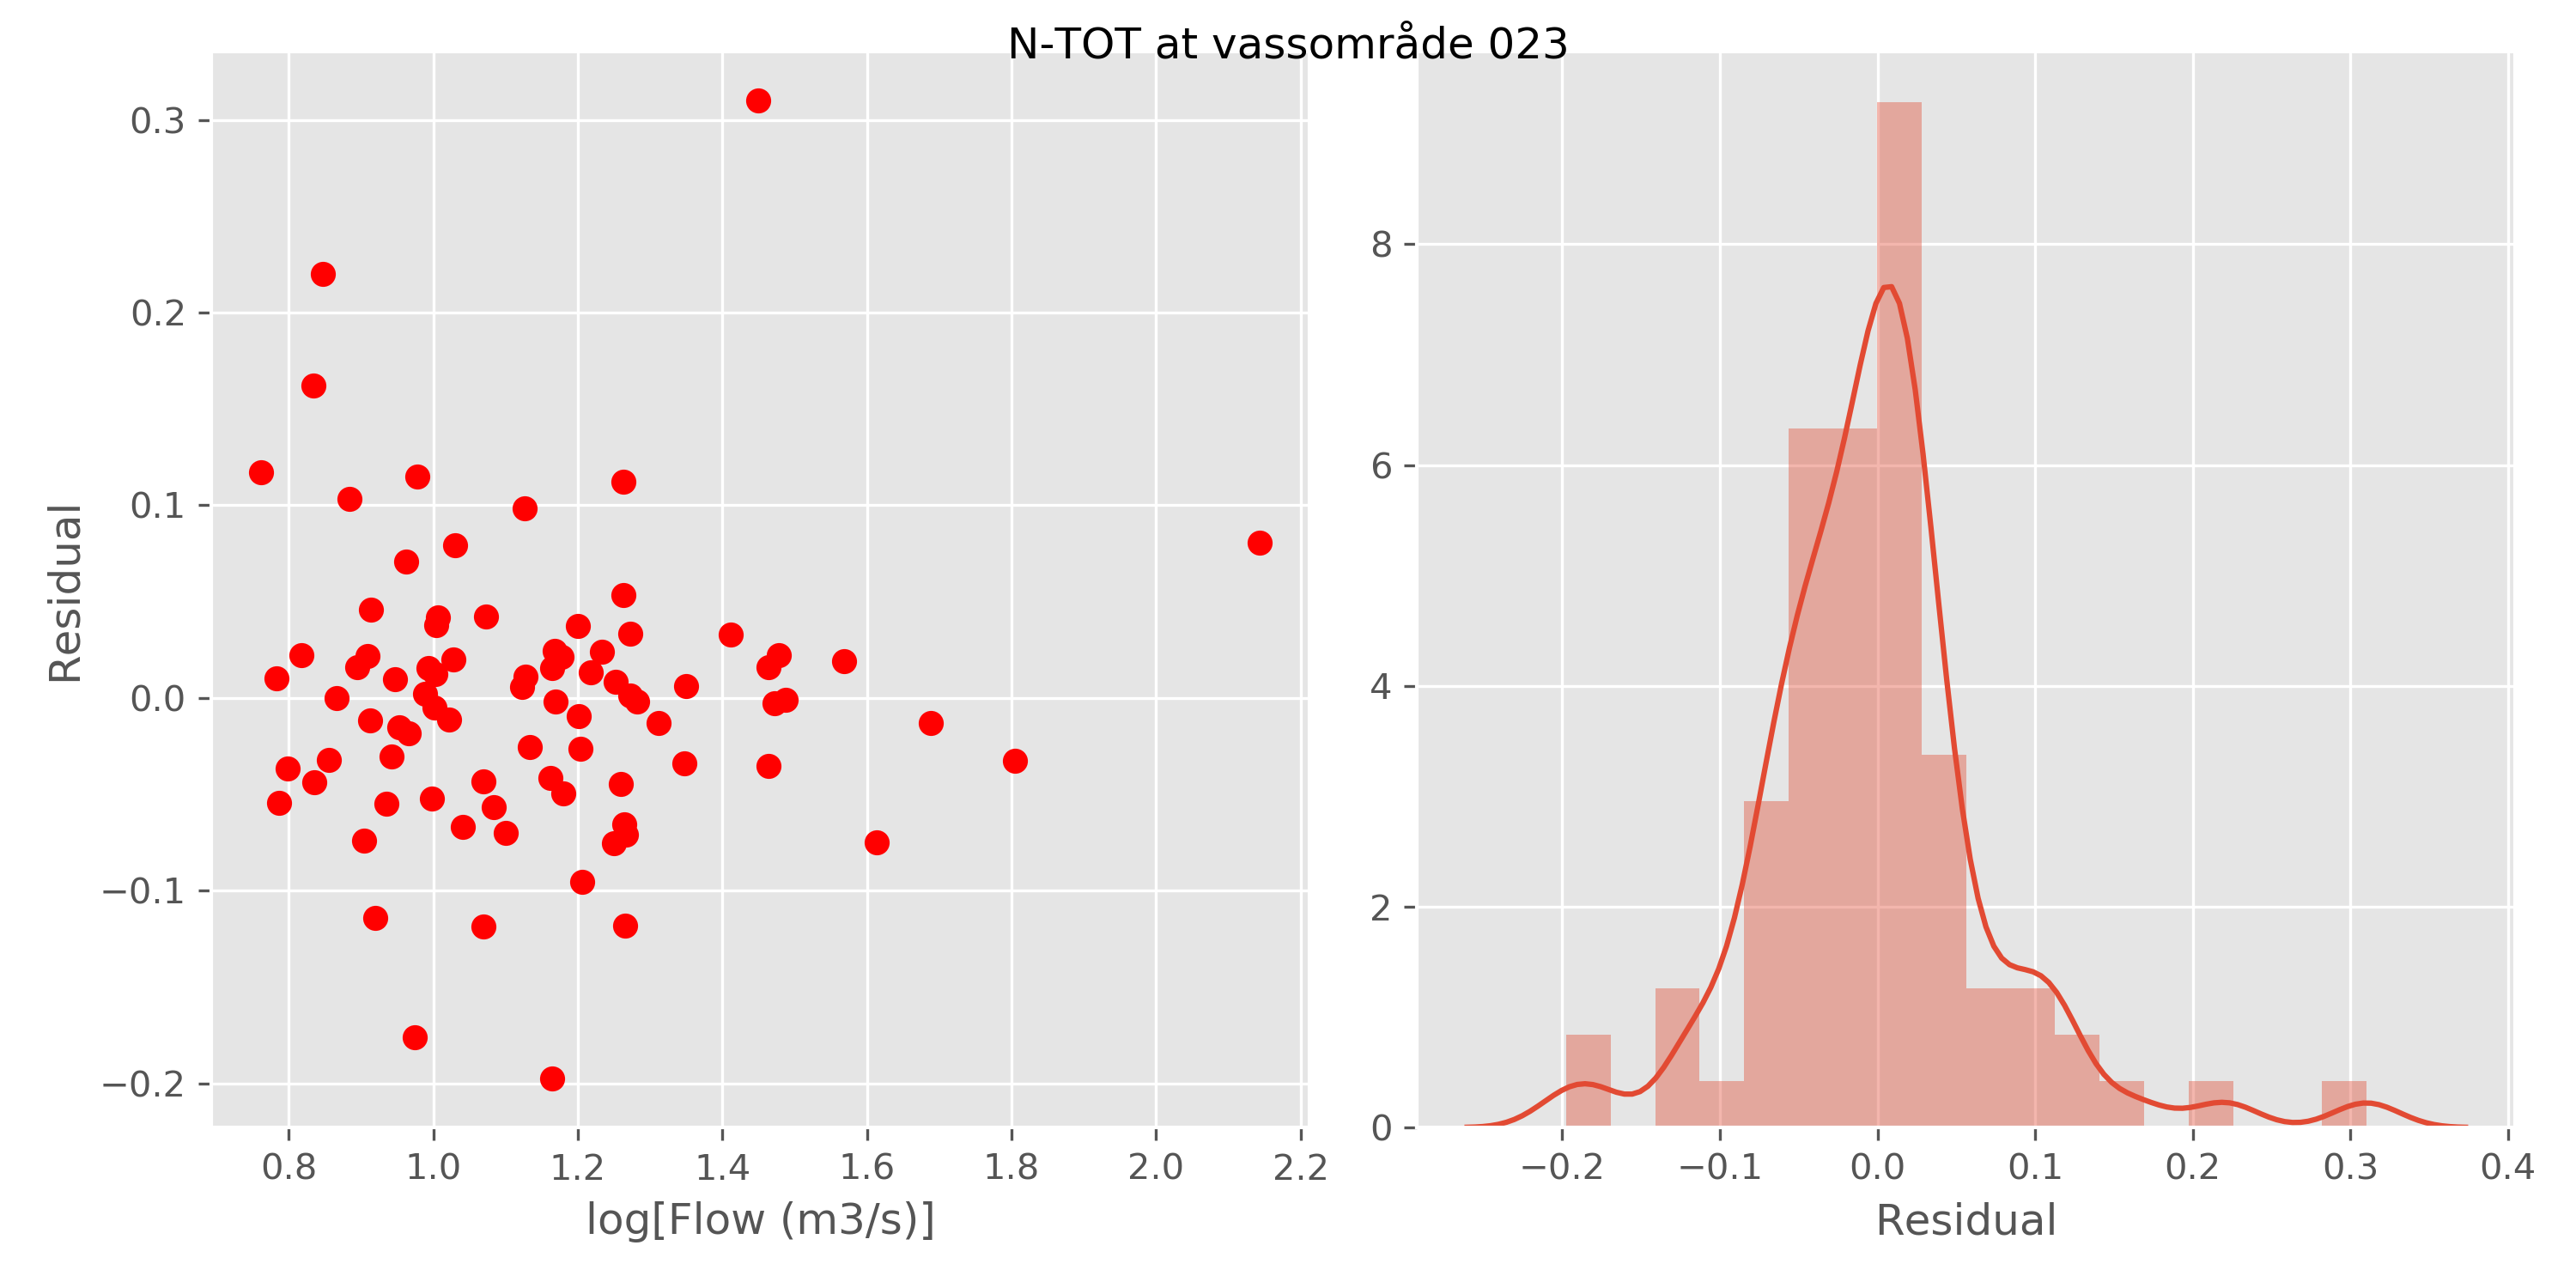 N-TOT at vassområde 023
Residual
0.3
0.2
0.1
0.0
−0.1
−0.2
0.8 1.0 1.2 1.4 1.6 1.8 2.0 2.2
log[Flow (m3/s)]
8
6
4
2
0
−0.2 −0.1 0.0 0.1 0.2 0.3 0.4
Residual